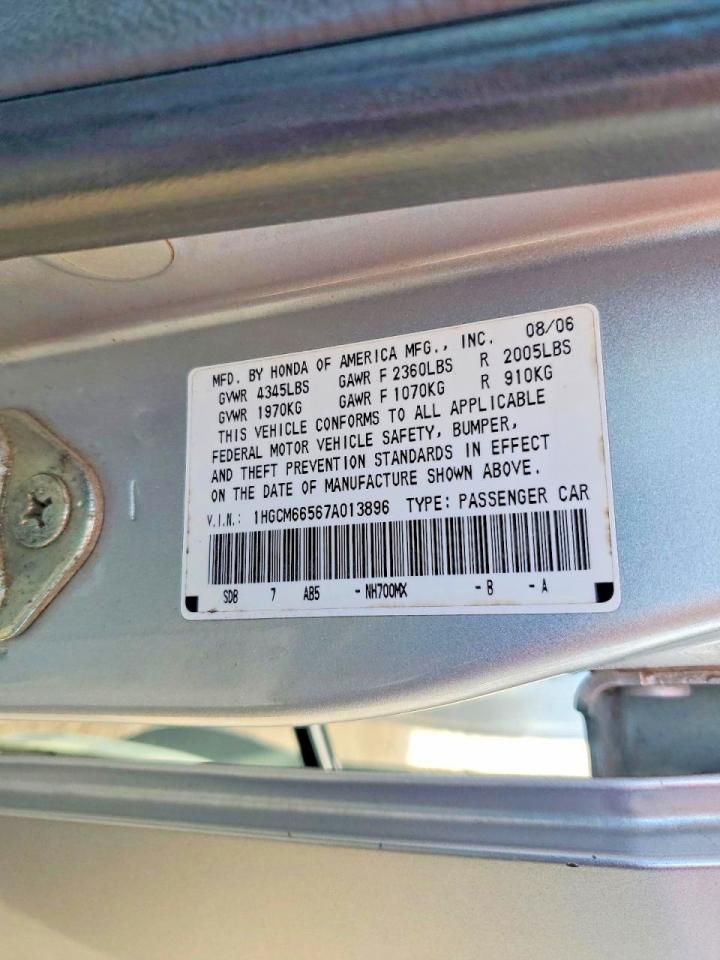 MFD. BY HONDA OF AMERICA MFG., INC. 08/06
GVWR 4345LBS GAWR F 2360LBS R 2005LBS
GVWR 1970KG GAWR F 1070KG R 910KG
THIS VEHICLE CONFORMS TO ALL APPLICABLE
FEDERAL MOTOR VEHICLE SAFETY, BUMPER,
AND THEFT PREVENTION STANDARDS IN EFFECT
ON THE DATE OF MANUFACTURE SHOWN ABOVE.
V.I.N.: 1HGCM66567A013896 TYPE: PASSENGER CAR
SDB 7 AB5 - NH700MX - B - A